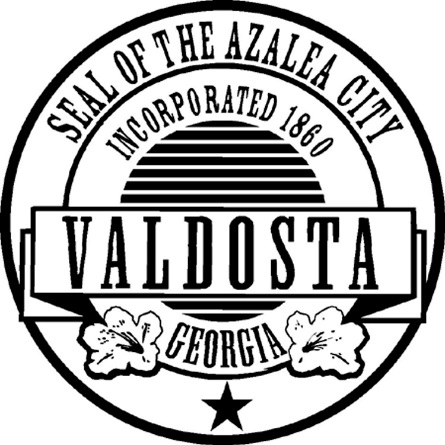 SEAL OF THE AZALEA CITY
INCORPORATED 1860
VALDOSTA
GEORGIA